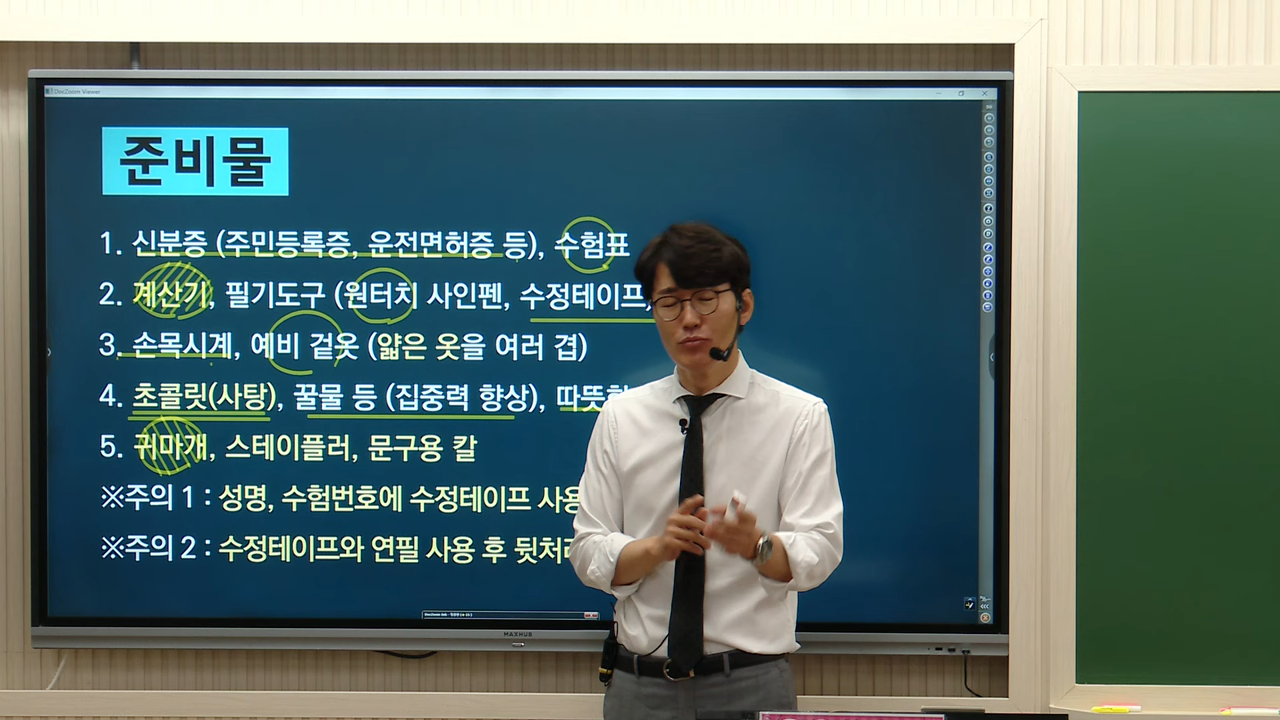 DocZoom Viewer
준비물
1. 신분증 (주민등록증, 운전면허증 등), 수험표
2. 계산기, 필기도구 (원터치 사인펜, 수정테이프)
3. 손목시계, 예비 겉옷 (얇은 옷을 여러 겹)
4. 초콜릿(사탕), 꿀물 등 (집중력 향상), 따뜻한
5. 귀마개, 스테이플러, 문구용 칼
※주의 1 : 성명, 수험번호에 수정테이프 사용
※주의 2 : 수정테이프와 연필 사용 후 뒷처리
MAXHUB